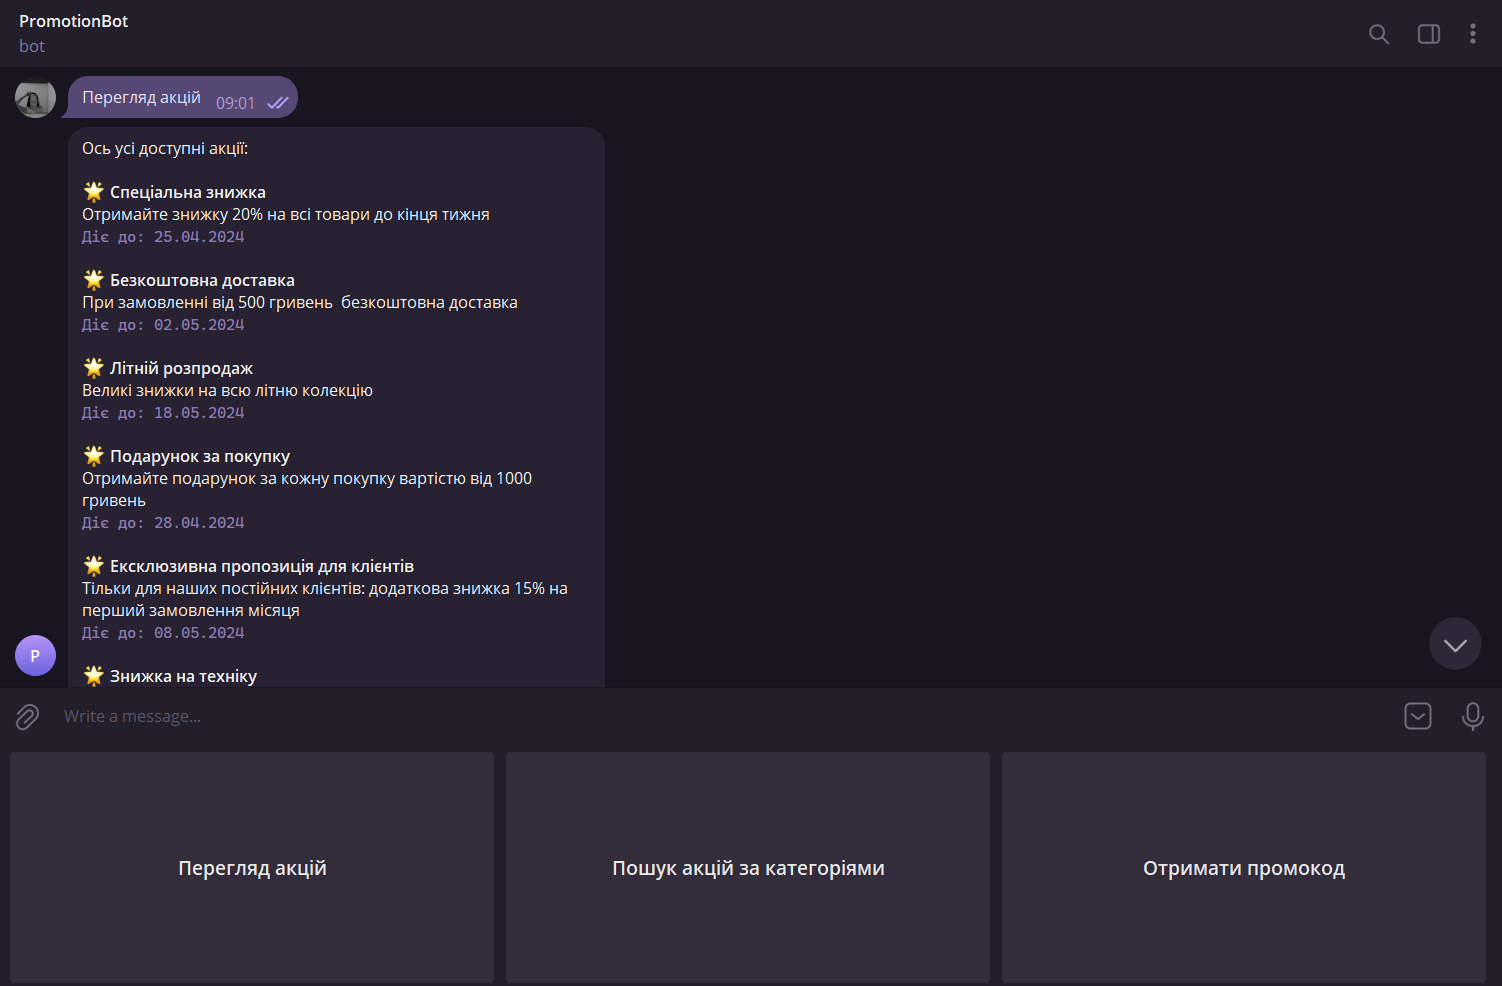 PromotionBot
bot
Перегляд акцій 09:01
Ось усі доступні акції:
🌟 Спеціальна знижка
Отримайте знижку 20% на всі товари до кінця тижня
Діє до: 25.04.2024
🌟 Безкоштовна доставка
При замовленні від 500 гривень  безкоштовна доставка
Діє до: 02.05.2024
🌟 Літній розпродаж
Великі знижки на всю літню колекцію
Діє до: 18.05.2024
🌟 Подарунок за покупку
Отримайте подарунок за кожну покупку вартістю від 1000
гривень
Діє до: 28.04.2024
🌟 Ексклюзивна пропозиція для клієнтів
Тільки для наших постійних клієнтів: додаткова знижка 15% на
перший замовлення місяця
Діє до: 08.05.2024
P
🌟 Знижка на техніку
Write a message...
Перегляд акцій
Пошук акцій за категоріями
Отримати промокод